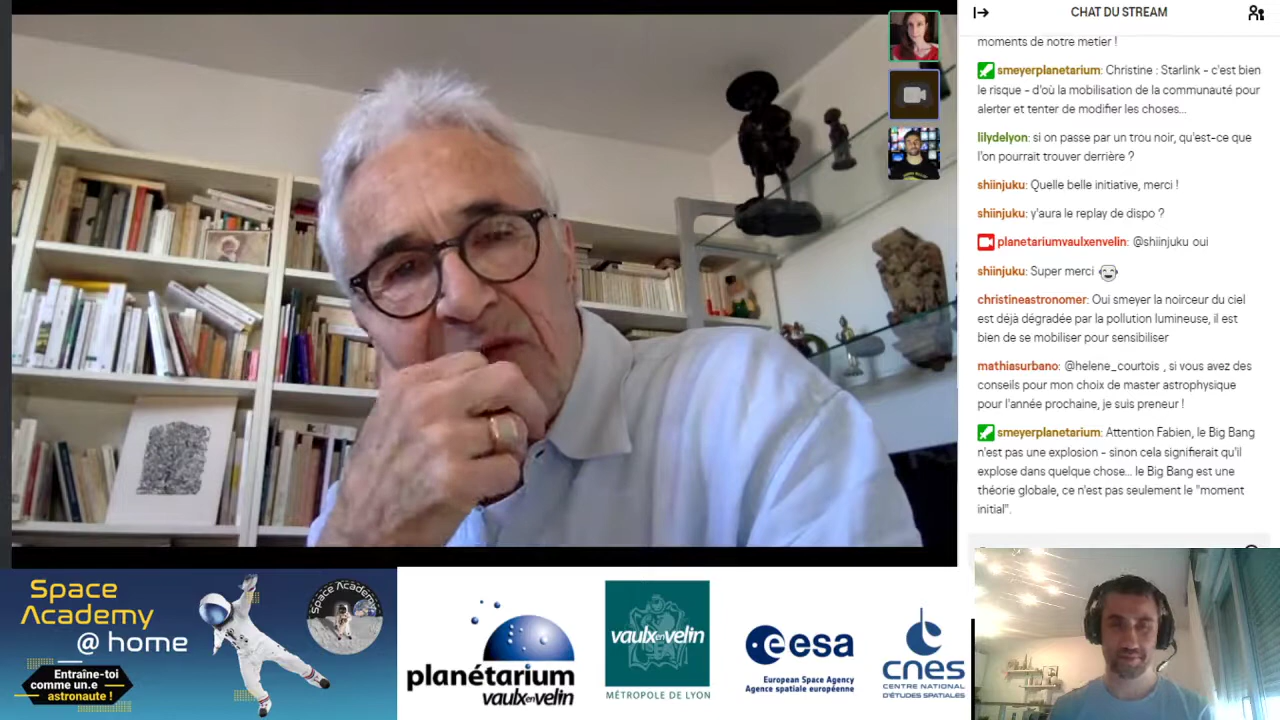 CHAT DU STREAM
moments de notre metier !
smeyerplanetarium: Christine : Starlink - c'est bien
le risque - d'où la mobilisation de la communauté pour
alerter et tenter de modifier les choses...
lilydelyon: si on passe par un trou noir, qu'est-ce que
l'on pourrait trouver derrière ?
shiinjuku: Quelle belle initiative, merci !
shiinjuku: y'aura le replay de dispo ?
planetariumvaulxenvelin: @shiinjuku oui
shiinjuku: Super merci
christineastronomer: Oui smeyer la noirceur du ciel
est déjà dégradée par la pollution lumineuse, il est
bien de se mobiliser pour sensibiliser
mathiasurbano: @helene_courtois , si vous avez des
conseils pour mon choix de master astrophysique
pour l'année prochaine, je suis preneur !
smeyerplanetarium: Attention Fabien, le Big Bang
n'est pas une explosion - sinon cela signifierait qu'il
explose dans quelque chose... le Big Bang est une
théorie globale, ce n'est pas seulement le "moment
initial".
Space
Academy
@ home
Entraîne-toi
comme un.e
astronaute !
Space Academy
planétarium
vaulxenvelin
vaulxenvelin
MÉTROPOLE DE LYON
esa
European Space Agency
Agence spatiale européenne
cnes
CENTRE NATIONAL
D'ÉTUDES SPATIALES